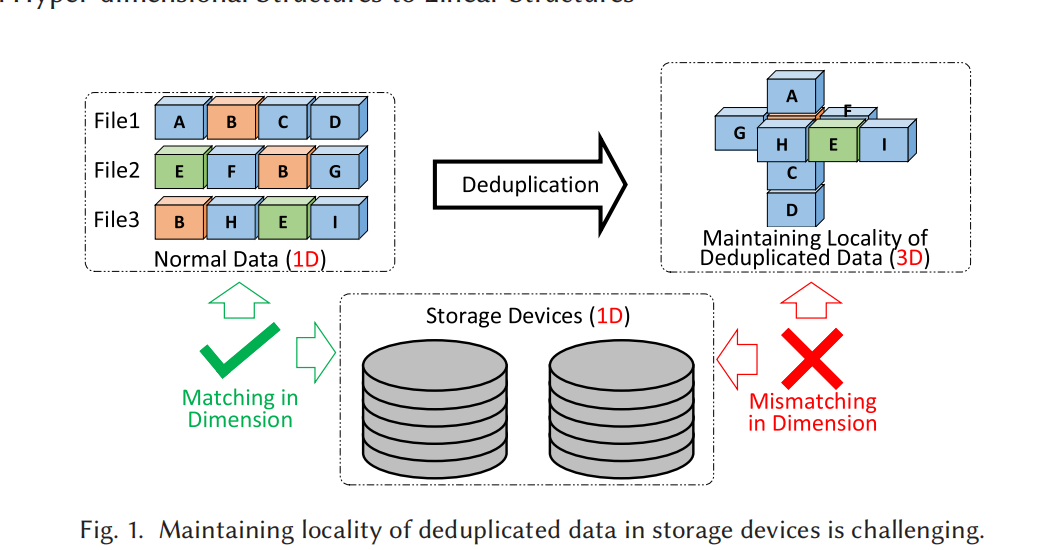 Hyper-dimensional Structures to Linear Structures
File1 A B C D
File2 E F B G
File3 B H E I
Normal Data (1D)
Deduplication
A
F
G H E I
C
D
Maintaining Locality of
Deduplicated Data (3D)
Storage Devices (1D)
Matching in
Dimension
Mismatching
in Dimension
Fig. 1. Maintaining locality of deduplicated data in storage devices is challenging.